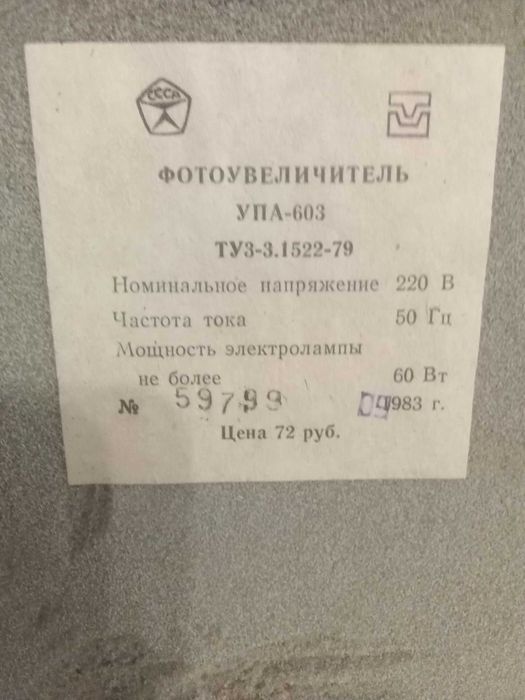 СССР
ФОТОУВЕЛИЧИТЕЛЬ
УПА-603
ТУ3-3.1522-79
Номинальное напряжение 220 В
Частота тока 50 Гц
Мощность электролампы
не более 60 Вт
№ 59799 983 г.
Цена 72 руб.